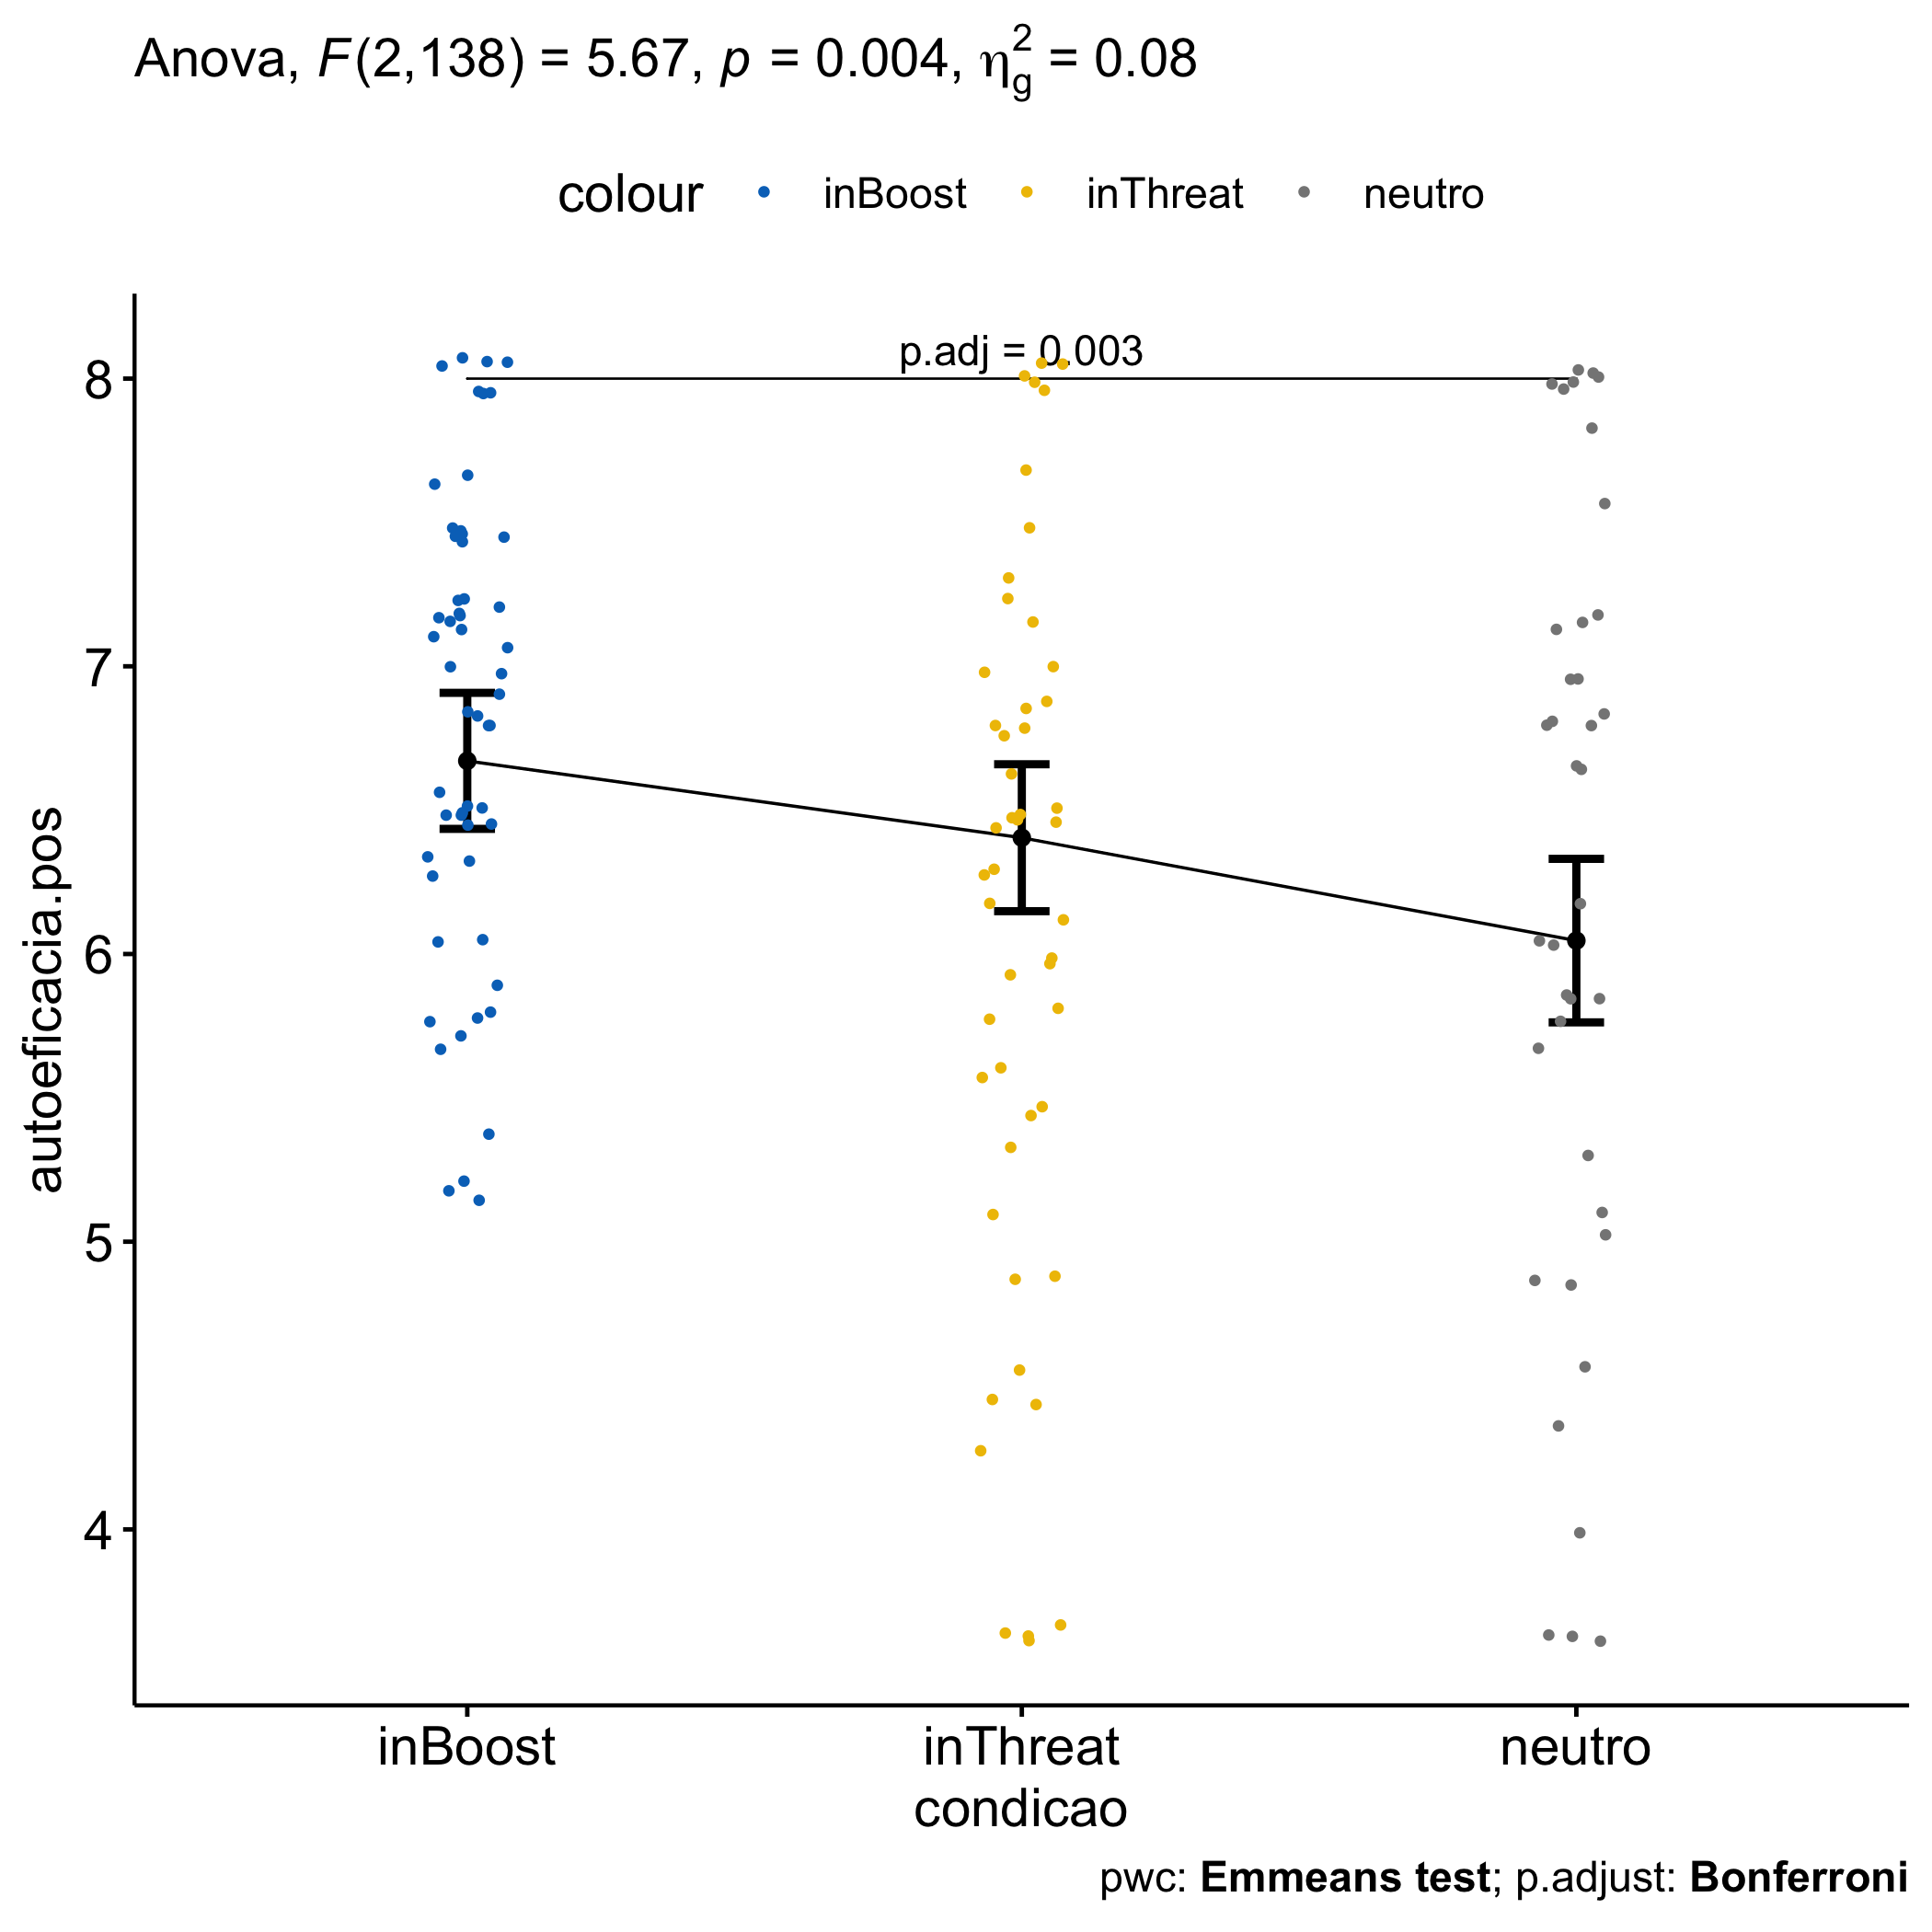 Anova, F(2,138) = 5.67, p = 0.004, η²g = 0.08
colour inBoost inThreat neutro
p.adj = 0.003
8
7
6
5
4
autoeficacia.pos
inBoost inThreat neutro
condicao
pwc: Emmeans test; p.adjust: Bonferroni